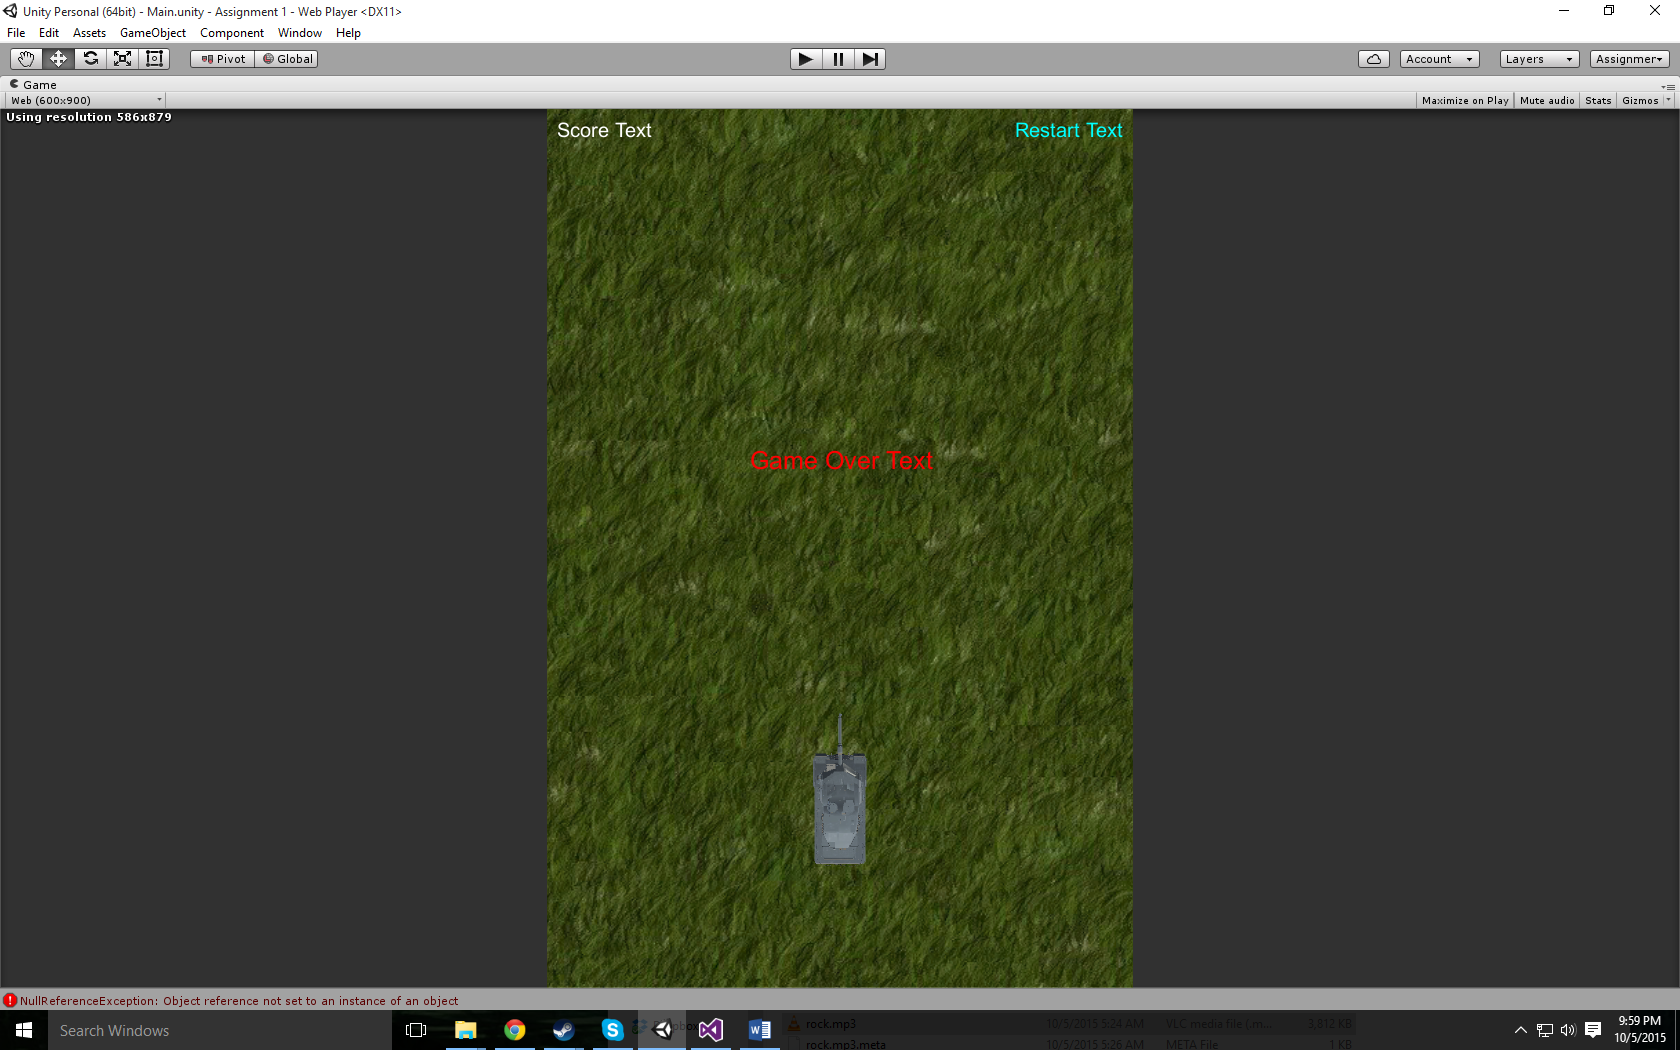 Unity Personal (64bit) - Main.unity - Assignment 1 - Web Player <DX11>
File Edit Assets GameObject Component Window Help
Pivot Global Account Layers Assignmer
Game
Web (600x900) Maximize on Play Mute audio Stats Gizmos
Using resolution 586x879
Score Text Restart Text
Game Over Text
NullReferenceException: Object reference not set to an instance of an object
Search Windows
rock.mp3 10/5/2015 5:24 AM VLC media file (.m... 3,812 KB
rock.mp3.meta 10/5/2015 5:26 AM META File 1 KB
9:59 PM
10/5/2015